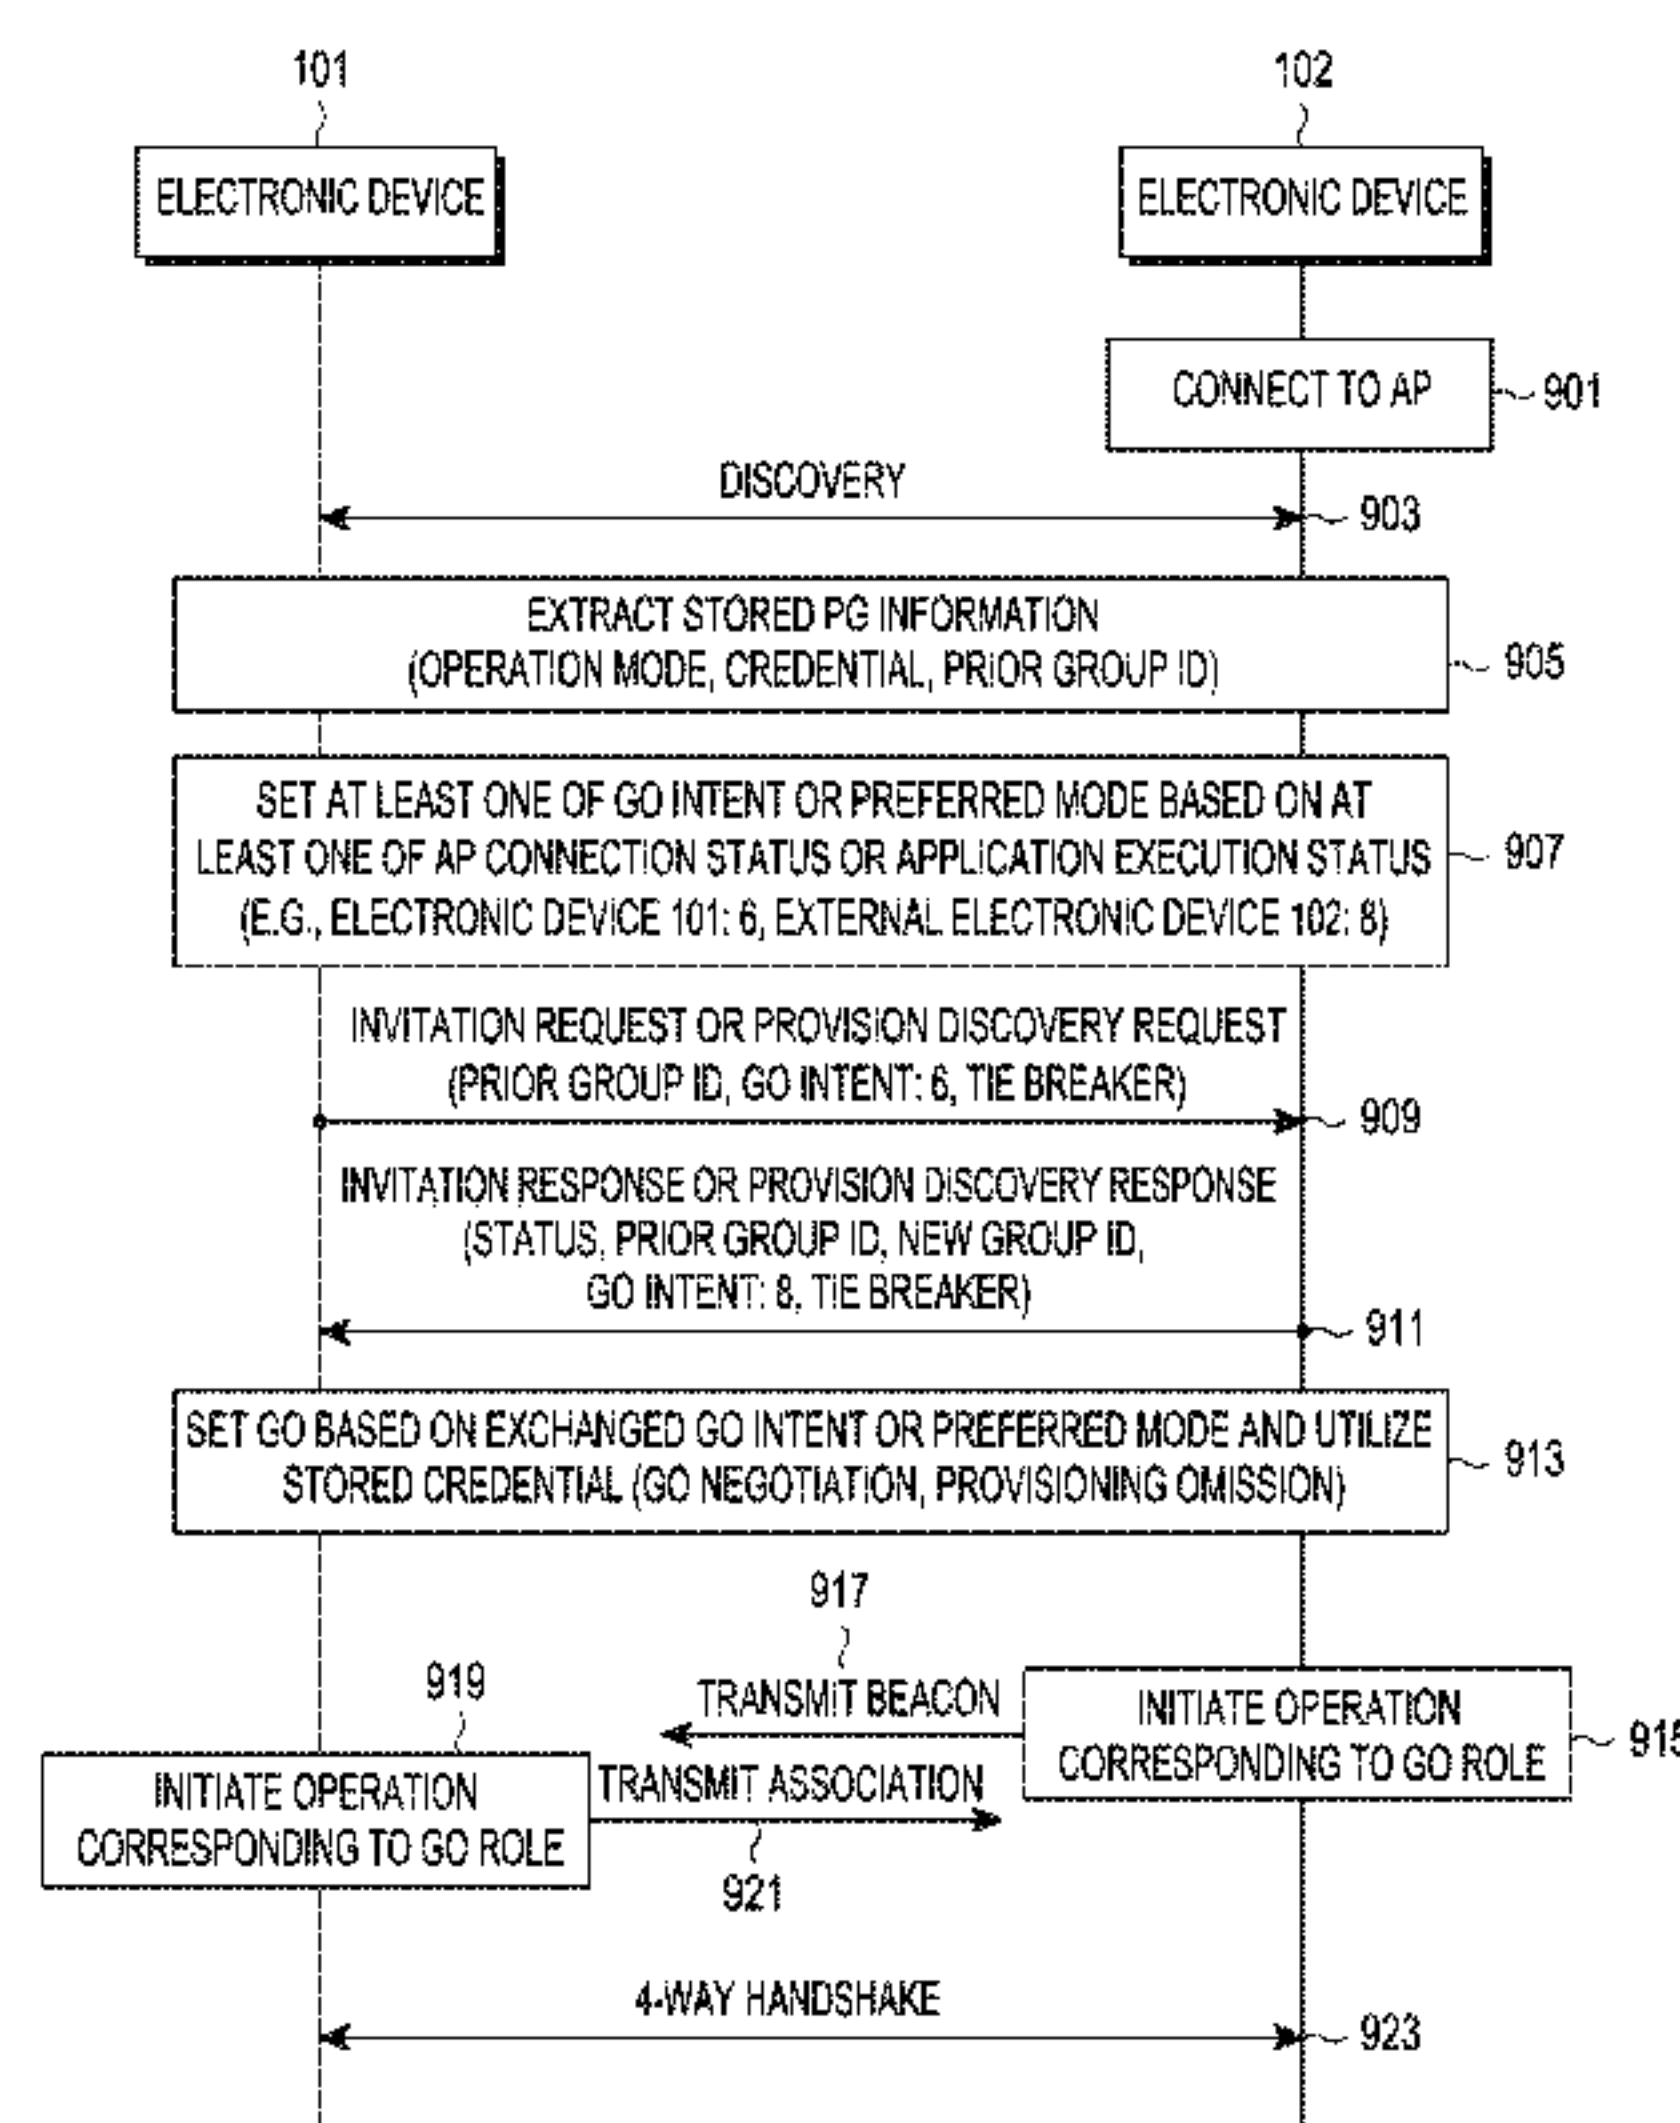 101
102
ELECTRONIC DEVICE
ELECTRONIC DEVICE
CONNECT TO AP
901
DISCOVERY
903
EXTRACT STORED PG INFORMATION
(OPERATION MODE, CREDENTIAL, PRIOR GROUP ID)
905
SET AT LEAST ONE OF GO INTENT OR PREFERRED MODE BASED ON AT
LEAST ONE OF AP CONNECTION STATUS OR APPLICATION EXECUTION STATUS
(E.G., ELECTRONIC DEVICE 101: 6, EXTERNAL ELECTRONIC DEVICE 102: 8)
907
INVITATION REQUEST OR PROVISION DISCOVERY REQUEST
(PRIOR GROUP ID, GO INTENT: 6, TIE BREAKER)
909
INVITATION RESPONSE OR PROVISION DISCOVERY RESPONSE
(STATUS, PRIOR GROUP ID, NEW GROUP ID,
GO INTENT: 8, TIE BREAKER)
911
SET GO BASED ON EXCHANGED GO INTENT OR PREFERRED MODE AND UTILIZE
STORED CREDENTIAL (GO NEGOTIATION, PROVISIONING OMISSION)
913
917
TRANSMIT BEACON
INITIATE OPERATION
CORRESPONDING TO GO ROLE
915
919
INITIATE OPERATION
CORRESPONDING TO GO ROLE
TRANSMIT ASSOCIATION
921
4-WAY HANDSHAKE
923